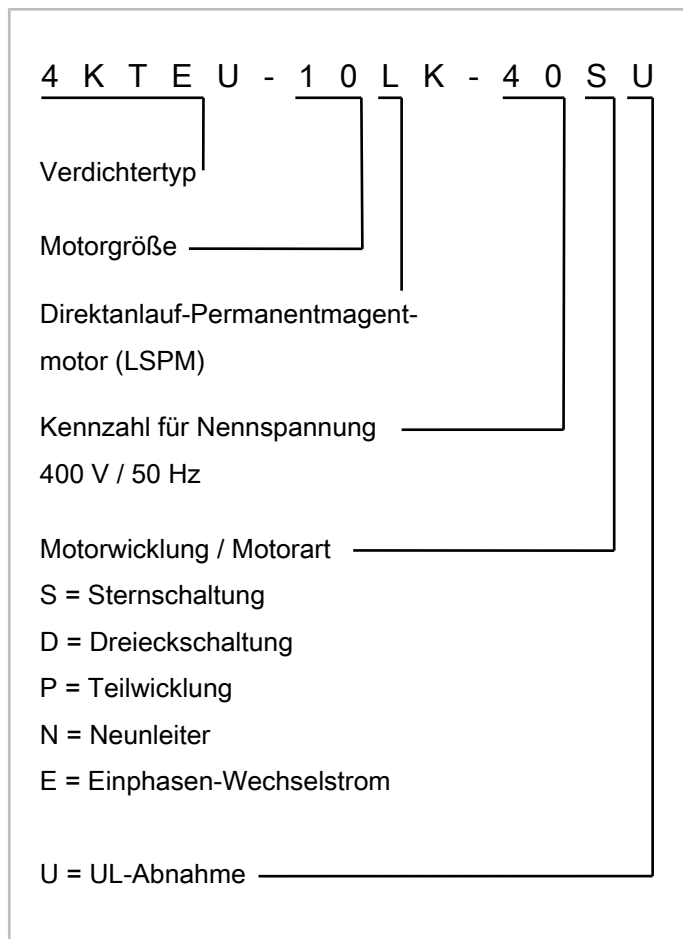 4 K T E U - 1 0 L K - 4 0 S U
Verdichtertyp
Motorgröße
Direktanlauf-Permanentmagent-
motor (LSPM)
Kennzahl für Nennspannung
400 V / 50 Hz
Motorwicklung / Motorart
S = Sternschaltung
D = Dreieckschaltung
P = Teilwicklung
N = Neunleiter
E = Einphasen-Wechselstrom
U = UL-Abnahme